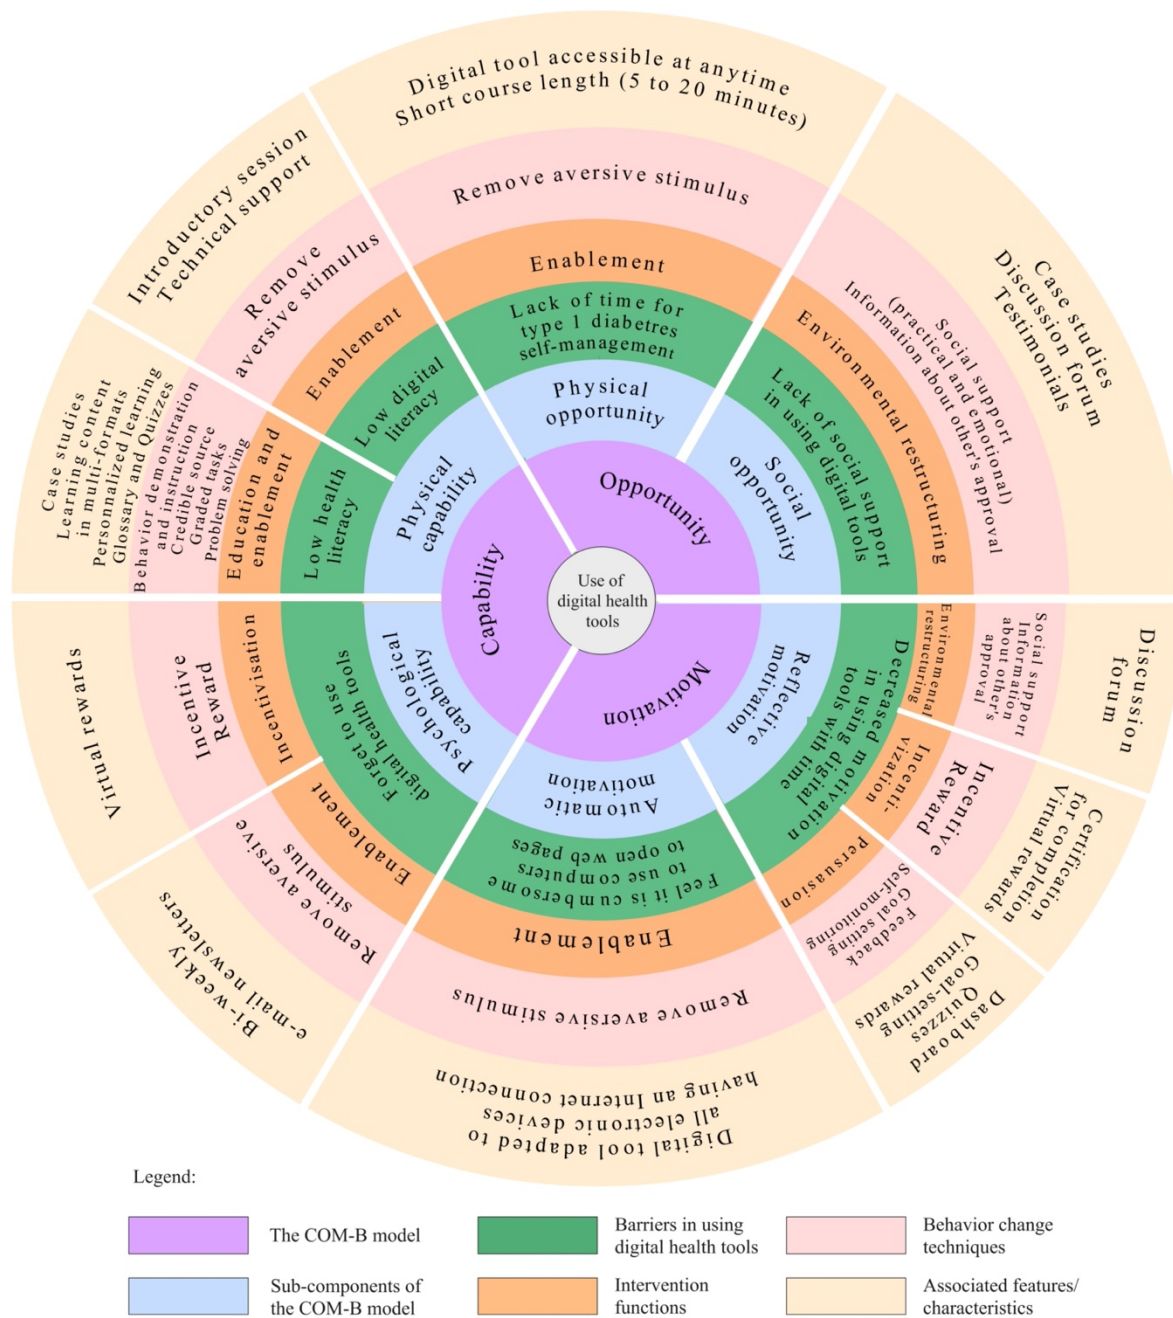 Digital tool accessible at anytime
Short course length (5 to 20 minutes)
Remove aversive stimulus
Enablement
Lack of time for
type 1 diabetres
self-management
Physical
opportunity
Opportunity
Case studies
Discussion forum
Testimonials
Social support
(practical and emotional)
Information about other's approval
Environmental restructuring
Lack of social support
in using digital tools
Social
opportunity
Discussion
forum
Social support
Information
about other's
approval
Environmental
restructuring
Decreased motivation
in using digital
tools with time
Reflective
motivation
Motivation
Certification
for completion
Virtual rewards
Incentive
Reward
Incenti-
vization
Dashboard
Quizzes
Goal-setting
Virtual rewards
Feedback
Goal setting
Self-monitoring
Persuasion
Automatic
motivation
Feel it is cumbersome
to use computers
to open web pages
Enablement
Remove aversive stimulus
Digital tool adapted to
all electronic devices
having an Internet connection
Bi-weekly
e-mail newsletters
Remove aversive
stimulus
Enablement
Forget to use
digital health tools
Psychological
capability
Virtual rewards
Incentive
Reward
Incentivisation
Capability
Case studies
Learning content
in multi-formats
Personnalized learning
Glossary and Quizzes
Behavior demonstration
and instruction
Credible source
Graded tasks
Problem solving
Education and
enablement
Low health
literacy
Physical
capability
Introductory session
Technical support
Remove
aversive stimulus
Enablement
Low digital
literacy
Use of
digital health
tools
Legend:
The COM-B model
Sub-components of
the COM-B model
Barriers in using
digital health tools
Intervention
functions
Behavior change
techniques
Associated features/
characteristics